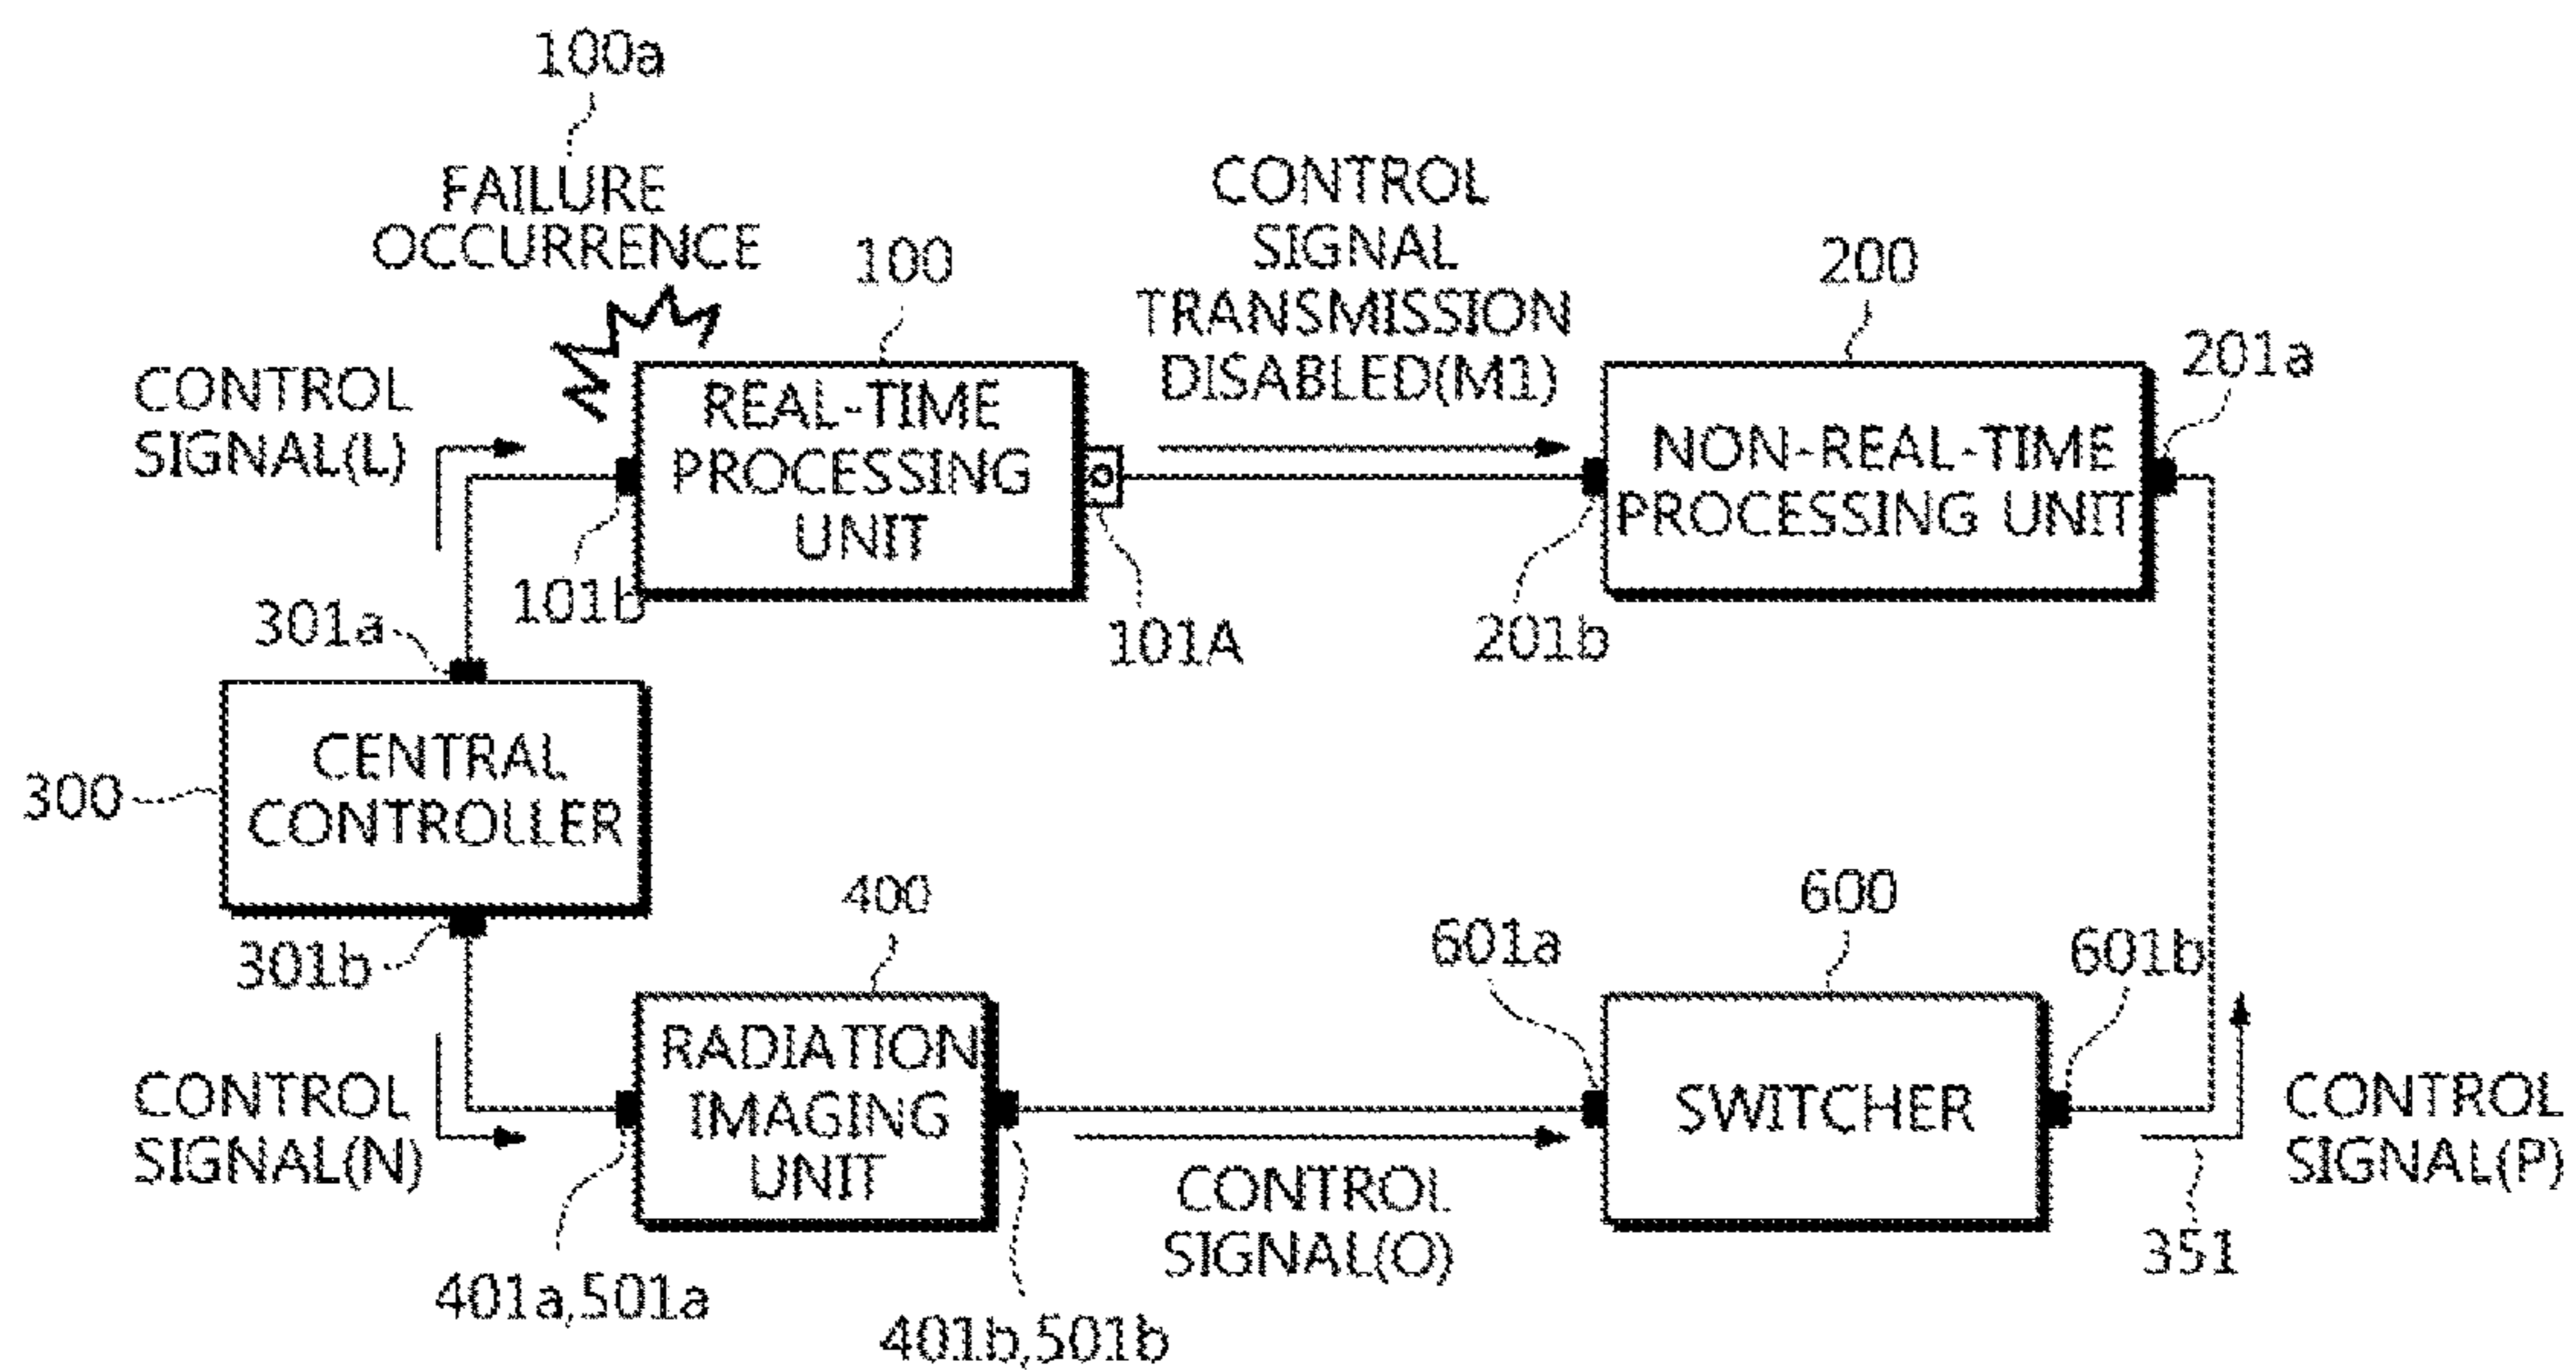 100a
FAILURE
OCCURRENCE
100
CONTROL
SIGNAL
TRANSMISSION
DISABLED(M1)
200
201a
CONTROL
SIGNAL(L)
REAL-TIME
PROCESSING
UNIT
NON-REAL-TIME
PROCESSING UNIT
101b
101A
201b
301a
CENTRAL
CONTROLLER
300
301b
400
601a
600
601b
RADIATION
IMAGING
UNIT
SWITCHER
CONTROL
SIGNAL(N)
CONTROL
SIGNAL(O)
CONTROL
SIGNAL(P)
351
401a,501a
401b,501b